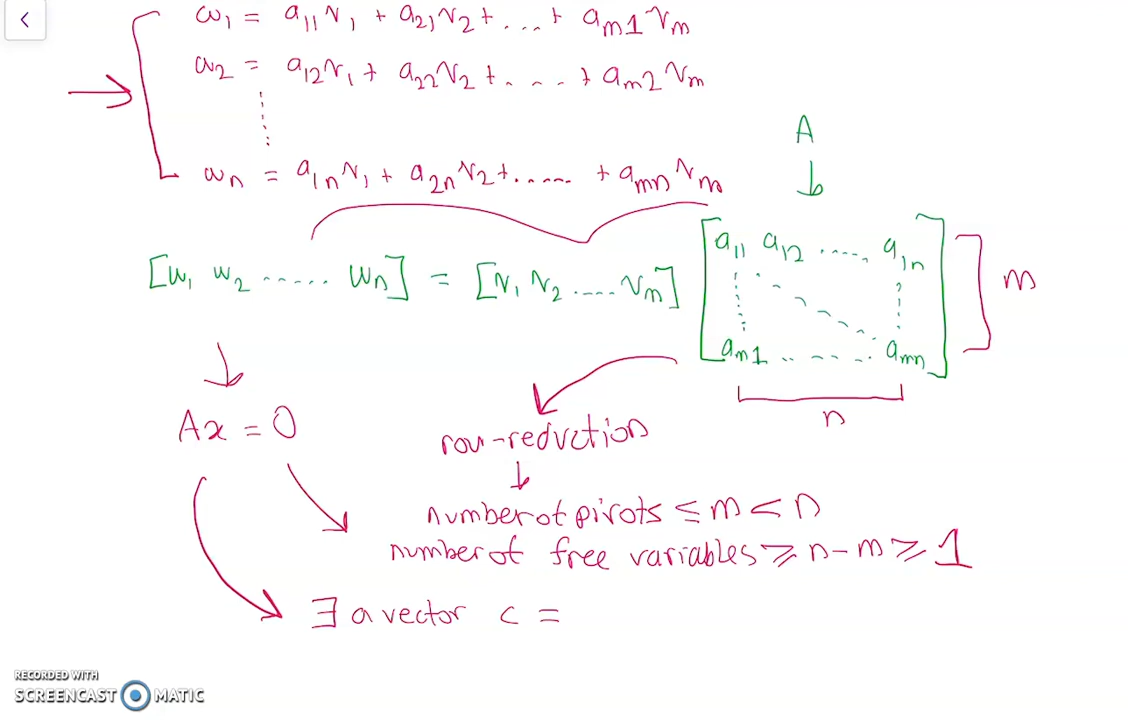 <
w₁ = a₁₁v₁ + a₂₁v₂ + ... + aₘ₁vₘ
w₂ = a₁₂v₁ + a₂₂v₂ + .... + aₘ₂vₘ
wₙ = a₁ₙv₁ + a₂ₙv₂ + ..... + aₘₙvₘ
A
[w₁ w₂ ...... wₙ] = [v₁ v₂ .... vₘ] [a₁₁ a₁₂ ..... a₁ₙ
aₘ₁ ...... aₘₙ] m
n
Ax = 0
row-reduction
number of pivots ≤ m < n
number of free variables ≥ n - m ≥ 1
∃ a vector c =
RECORDED WITH
SCREENCAST MATIC